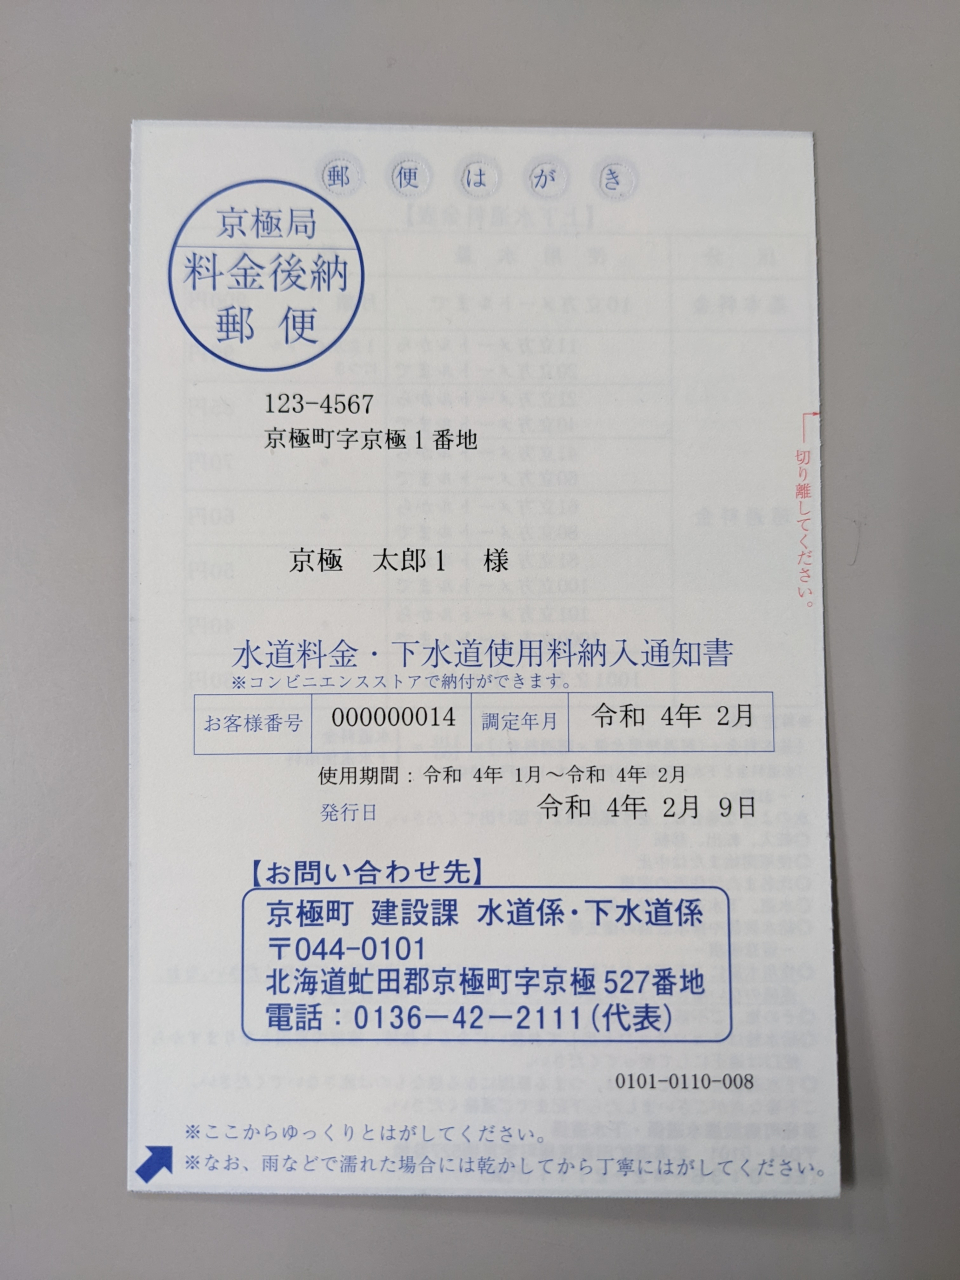 郵便はがき
京極局
料金後納
郵便
123-4567
京極町字京極1番地
切り離してください。
京極 太郎1 様
水道料金・下水道使用料納入通知書
※コンビニエンスストアで納付ができます。
お客様番号 000000014 調定年月 令和 4年 2月
使用期間：令和 4年 1月～令和 4年 2月
発行日 令和 4年 2月 9日
【お問い合わせ先】
京極町 建設課 水道係・下水道係
〒044-0101
北海道虻田郡京極町字京極527番地
電話：0136－42－2111（代表）
0101-0110-008
※ここからゆっくりとはがしてください。
※なお、雨などで濡れた場合には乾かしてから丁寧にはがしてください。